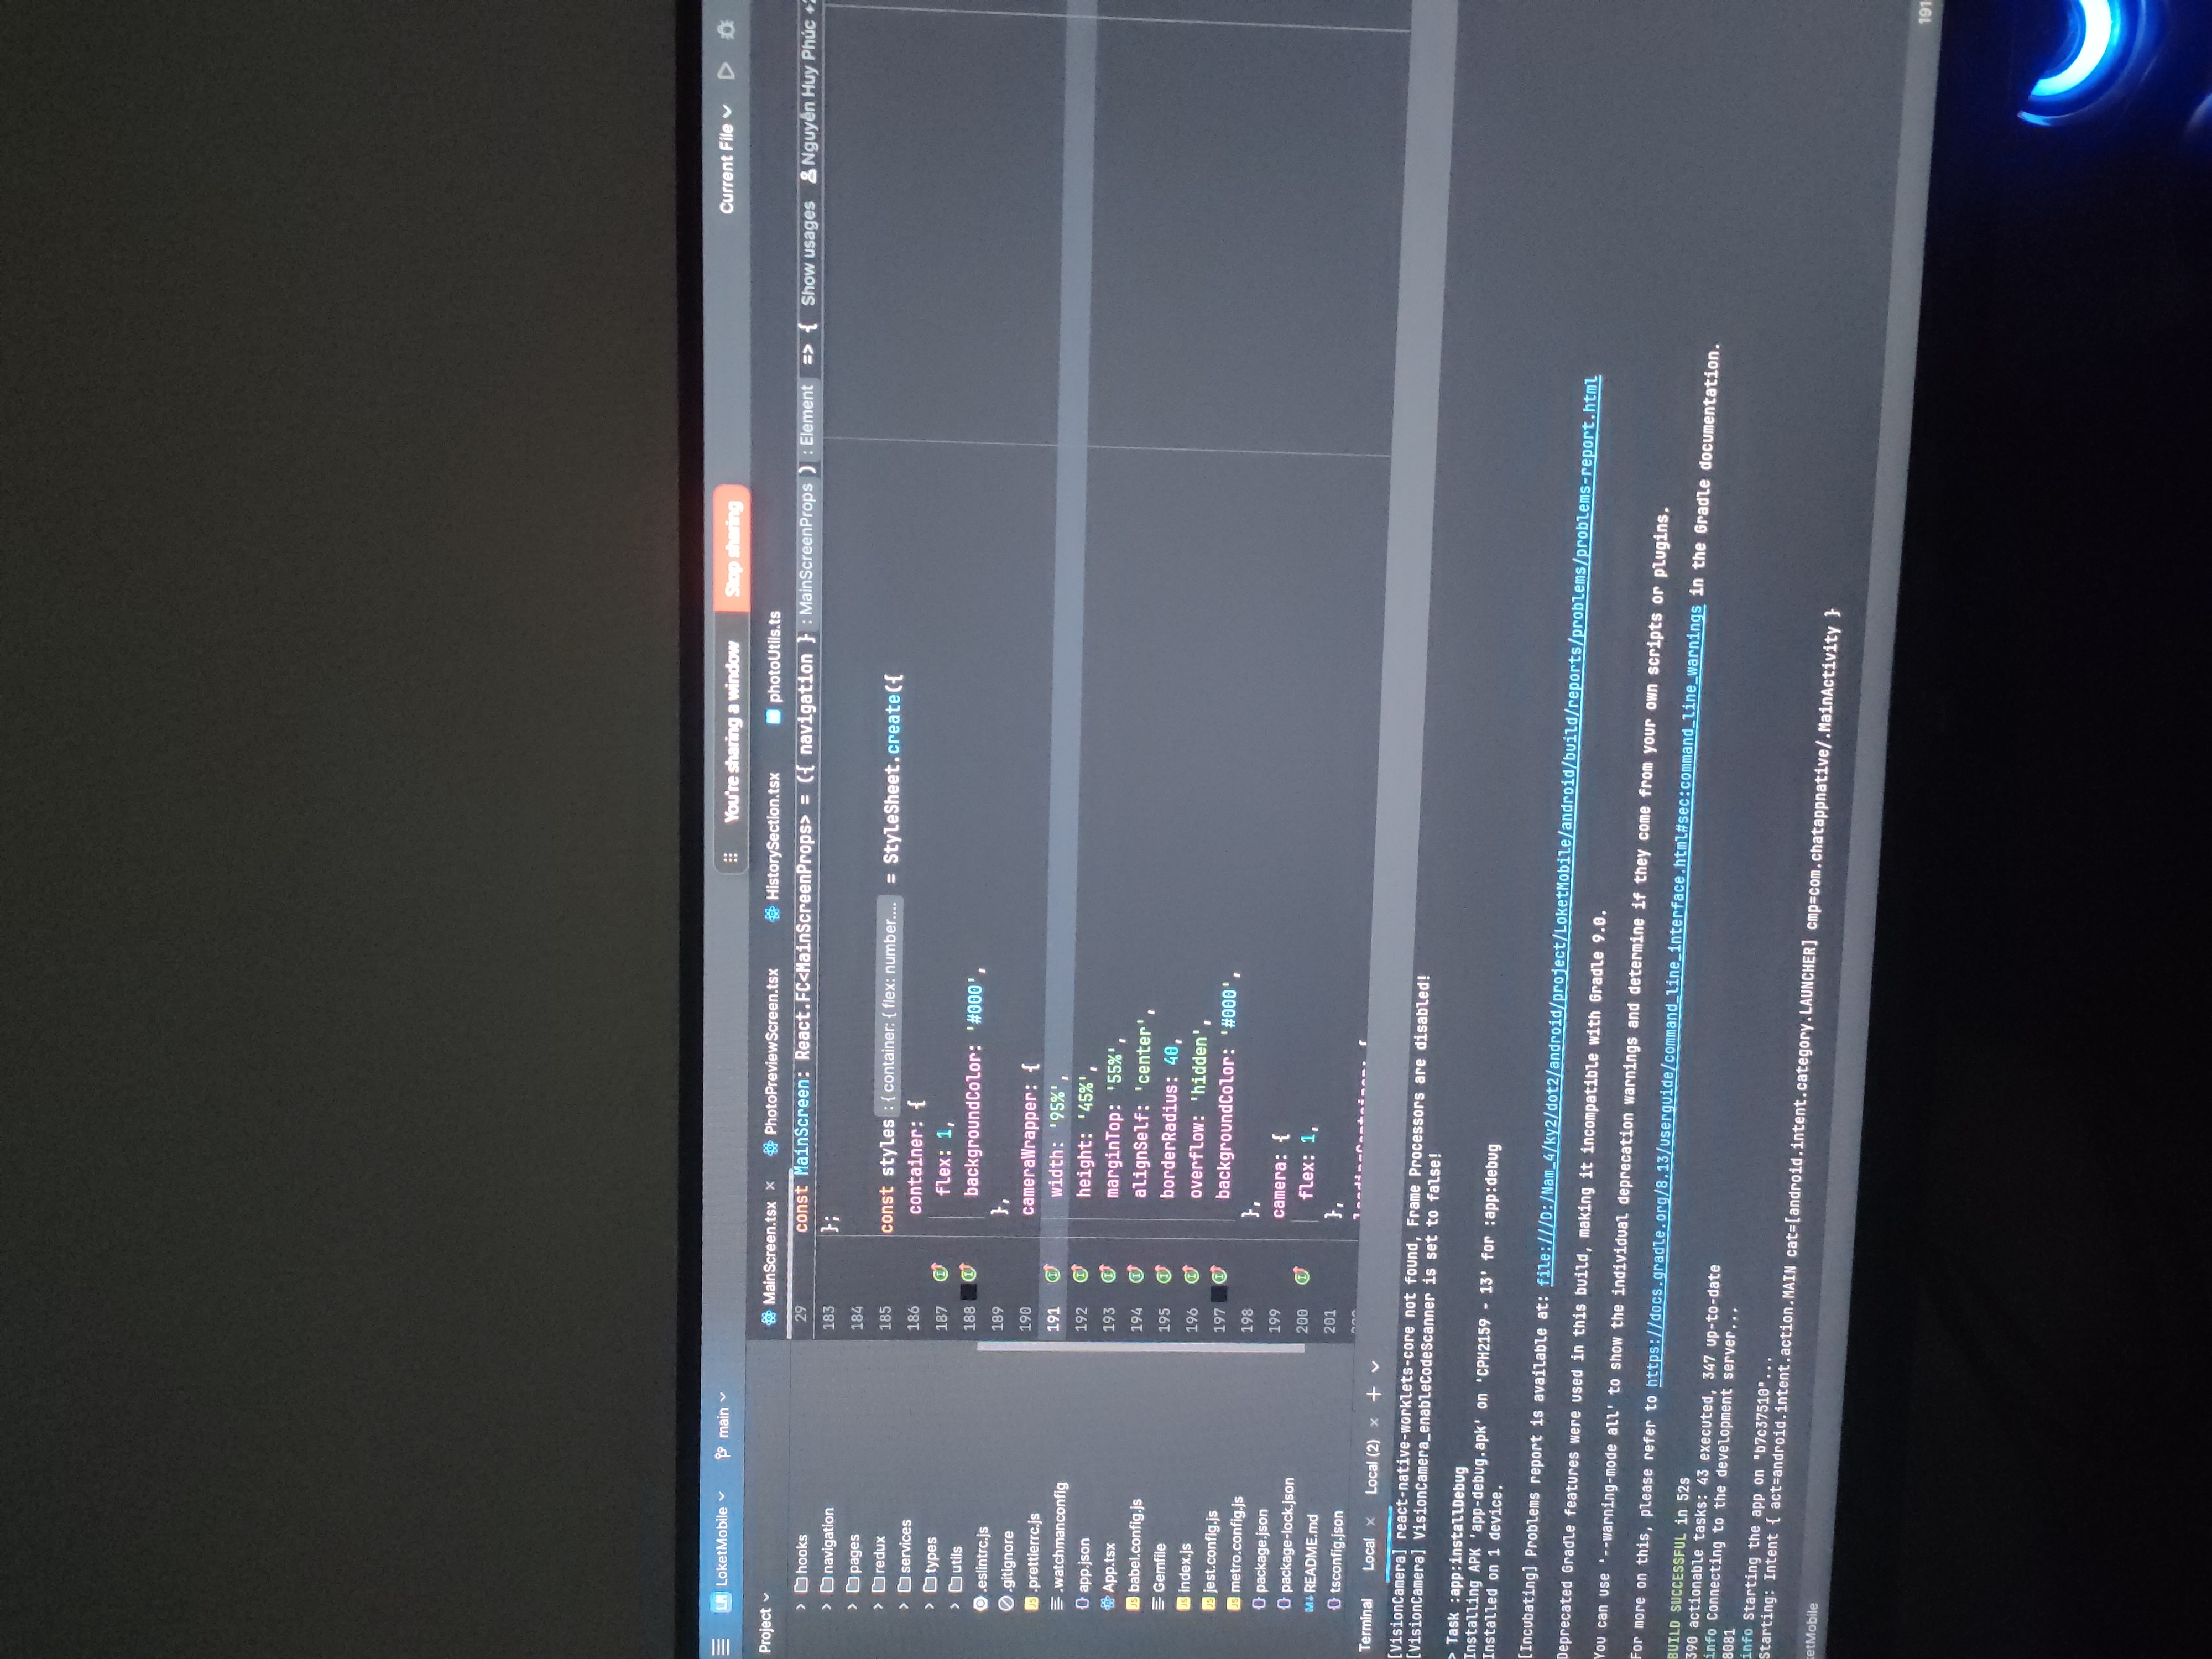 LM LoketMobile main You're sharing a window Stop sharing Current File
Project
hooks
navigation
pages
redux
services
types
utils
.eslintrc.js
.gitignore
JS .prettierrc.js
.watchmanconfig
{} app.json
App.tsx
JS babel.config.js
Gemfile
JS index.js
JS jest.config.js
JS metro.config.js
{} package.json
{} package-lock.json
M↓ README.md
{} tsconfig.json
MainScreen.tsx × PhotoPreviewScreen.tsx HistorySection.tsx photoUtils.ts
29 const MainScreen: React.FC<MainScreenProps> = ({ navigation } : MainScreenProps ) : Element => { Show usages Nguyễn Huy Phúc
183 };
184
185 const styles : { container: { flex: number.... = StyleSheet.create({
186 container: {
187 flex: 1,
188 backgroundColor: '#000',
189 },
190 cameraWrapper: {
191 width: '95%',
192 height: '45%',
193 marginTop: '55%',
194 alignSelf: 'center',
195 borderRadius: 40,
196 overflow: 'hidden',
197 backgroundColor: '#000',
198 },
199 camera: {
200 flex: 1,
201 },
Terminal Local × Local (2) × +
[VisionCamera] react-native-worklets-core not found, Frame Processors are disabled!
[VisionCamera] VisionCamera_enableCodeScanner is set to false!
> Task :app:installDebug
Installing APK 'app-debug.apk' on 'CPH2159 - 13' for :app:debug
Installed on 1 device.
[Incubating] Problems report is available at: file:///D:/Nam_4/ky2/dot2/android/project/LoketMobile/android/build/reports/problems/problems-report.html
Deprecated Gradle features were used in this build, making it incompatible with Gradle 9.0.
You can use '--warning-mode all' to show the individual deprecation warnings and determine if they come from your own scripts or plugins.
For more on this, please refer to https://docs.gradle.org/8.13/userguide/command_line_interface.html#sec:command_line_warnings in the Gradle documentation.
BUILD SUCCESSFUL in 52s
390 actionable tasks: 43 executed, 347 up-to-date
info Connecting to the development server...
8081
info Starting the app on "b7c37510"...
Starting: Intent { act=android.intent.action.MAIN cat=[android.intent.category.LAUNCHER] cmp=com.chatappnative/.MainActivity }
ketMobile
191